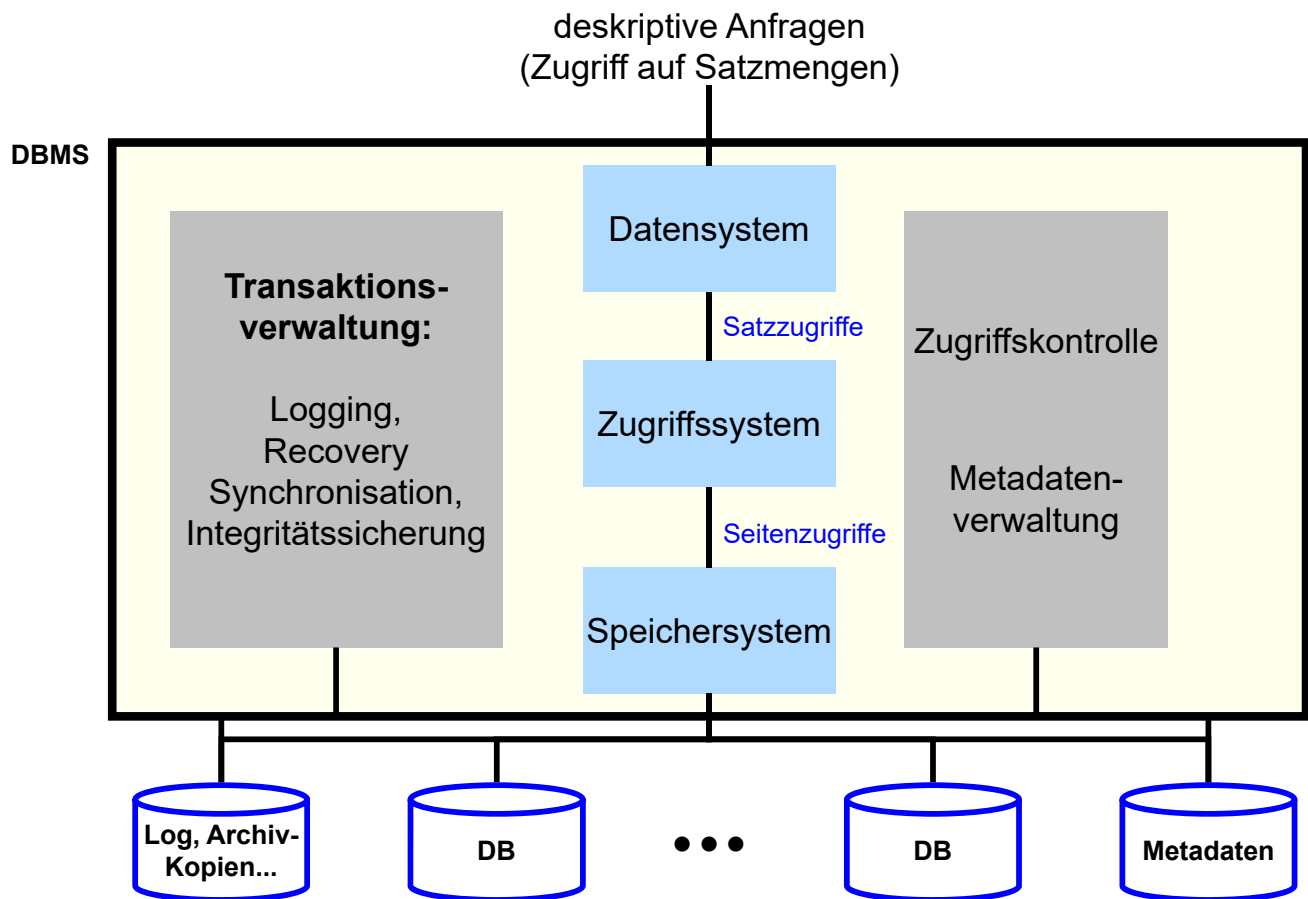 deskriptive Anfragen
(Zugriff auf Satzmengen)
DBMS
Datensystem
Transaktions-
verwaltung:
Logging,
Recovery
Synchronisation,
Integritätssicherung
Satzzugriffe
Zugriffssystem
Seitenzugriffe
Speichersystem
Zugriffskontrolle
Metadaten-
verwaltung
Log, Archiv-
Kopien...
DB
DB
Metadaten